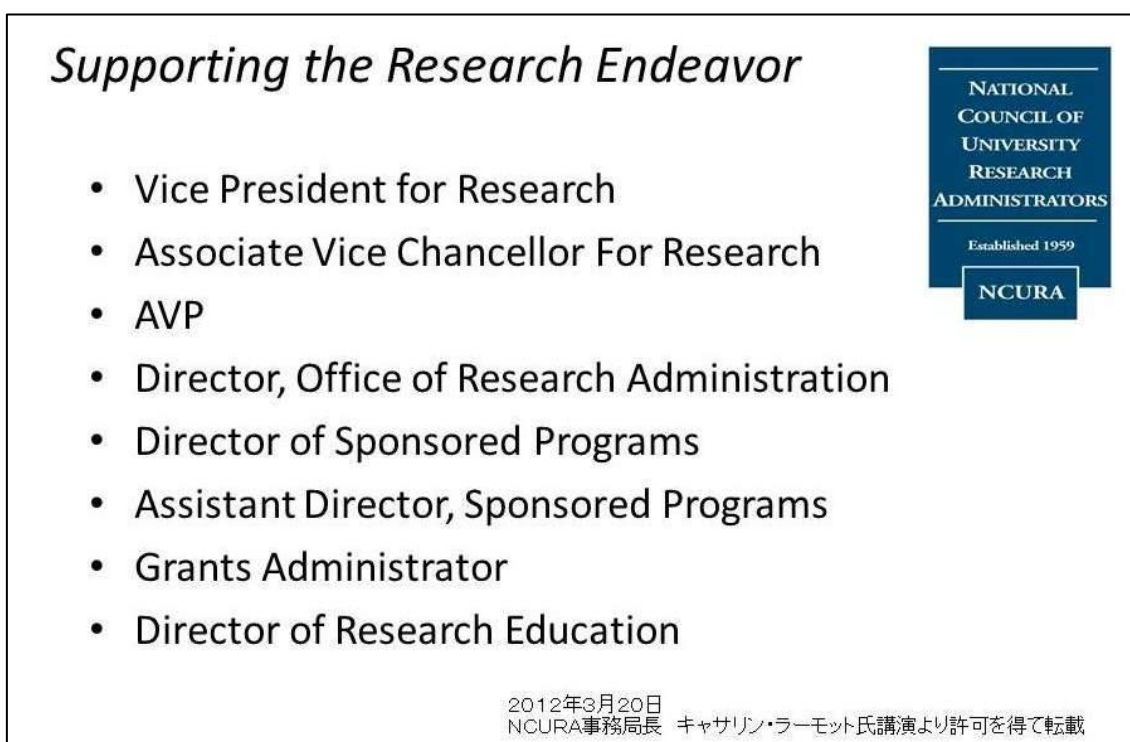 Supporting the Research Endeavor
NATIONAL
COUNCIL OF
UNIVERSITY
RESEARCH
ADMINISTRATORS
Established 1959
NCURA
• Vice President for Research
• Associate Vice Chancellor For Research
• AVP
• Director, Office of Research Administration
• Director of Sponsored Programs
• Assistant Director, Sponsored Programs
• Grants Administrator
• Director of Research Education
2012年3月20日
NCURA事務局長 キャサリン・ラーモット氏講演より許可を得て転載